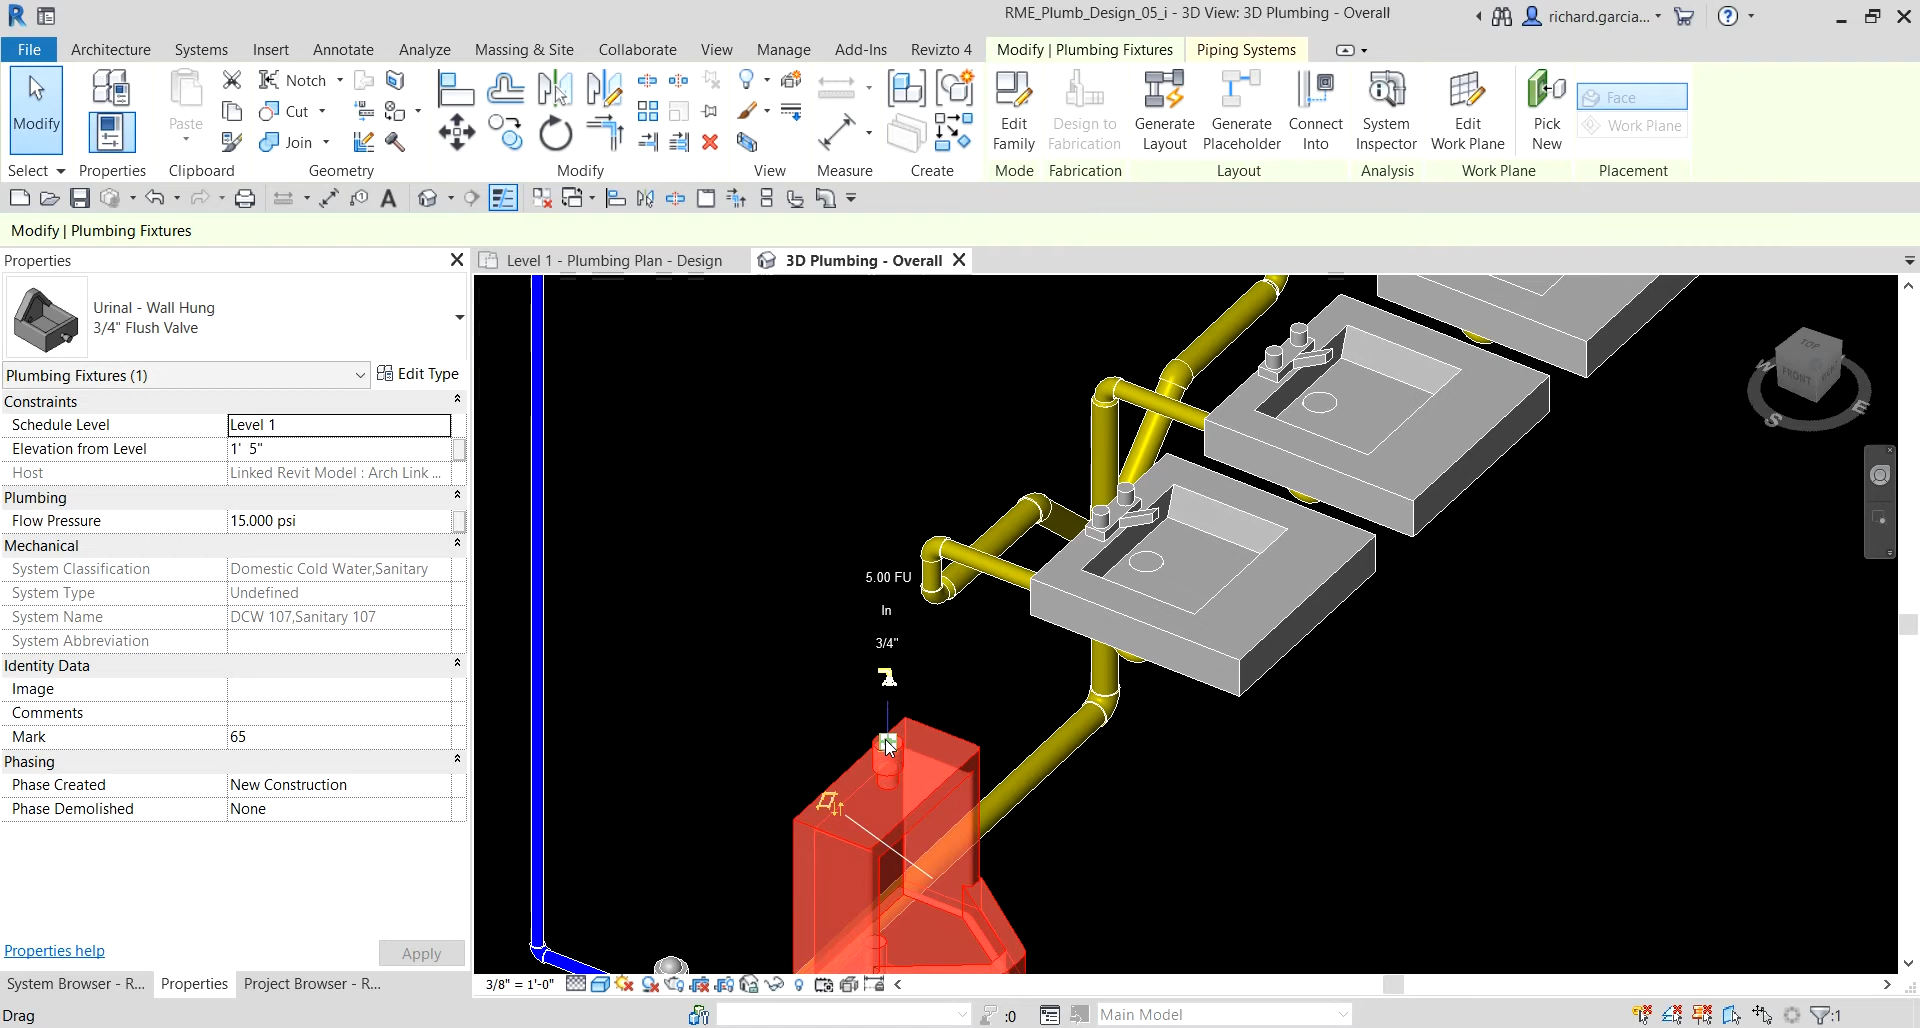 RME_Plumb_Design_05_i - 3D View: 3D Plumbing - Overall
richard.garcia...
File Architecture Systems Insert Annotate Analyze Massing & Site Collaborate View Manage Add-Ins Revizto 4 Modify | Plumbing Fixtures Piping Systems
Modify
Paste
Notch
Cut
Join
Edit Family
Design to Fabrication
Generate Layout
Generate Placeholder
Connect Into
System Inspector
Edit Work Plane
Pick New
Face
Work Plane
Select Properties Clipboard Geometry Modify View Measure Create Mode Fabrication Layout Analysis Work Plane Placement
Modify | Plumbing Fixtures
Properties
Level 1 - Plumbing Plan - Design
3D Plumbing - Overall
Urinal - Wall Hung
3/4" Flush Valve
Plumbing Fixtures (1)
Edit Type
Constraints
Schedule Level Level 1
Elevation from Level 1' 5"
Host Linked Revit Model : Arch Link ...
Plumbing
Flow Pressure 15.000 psi
Mechanical
System Classification Domestic Cold Water,Sanitary
System Type Undefined
System Name DCW 107,Sanitary 107
System Abbreviation
Identity Data
Image
Comments
Mark 65
Phasing
Phase Created New Construction
Phase Demolished None
Properties help
Apply
System Browser - R...
Properties
Project Browser - R...
5.00 FU
In
3/4"
TOP
FRONT
W
S
E
3/8" = 1'-0"
Drag
:0
Main Model
:1